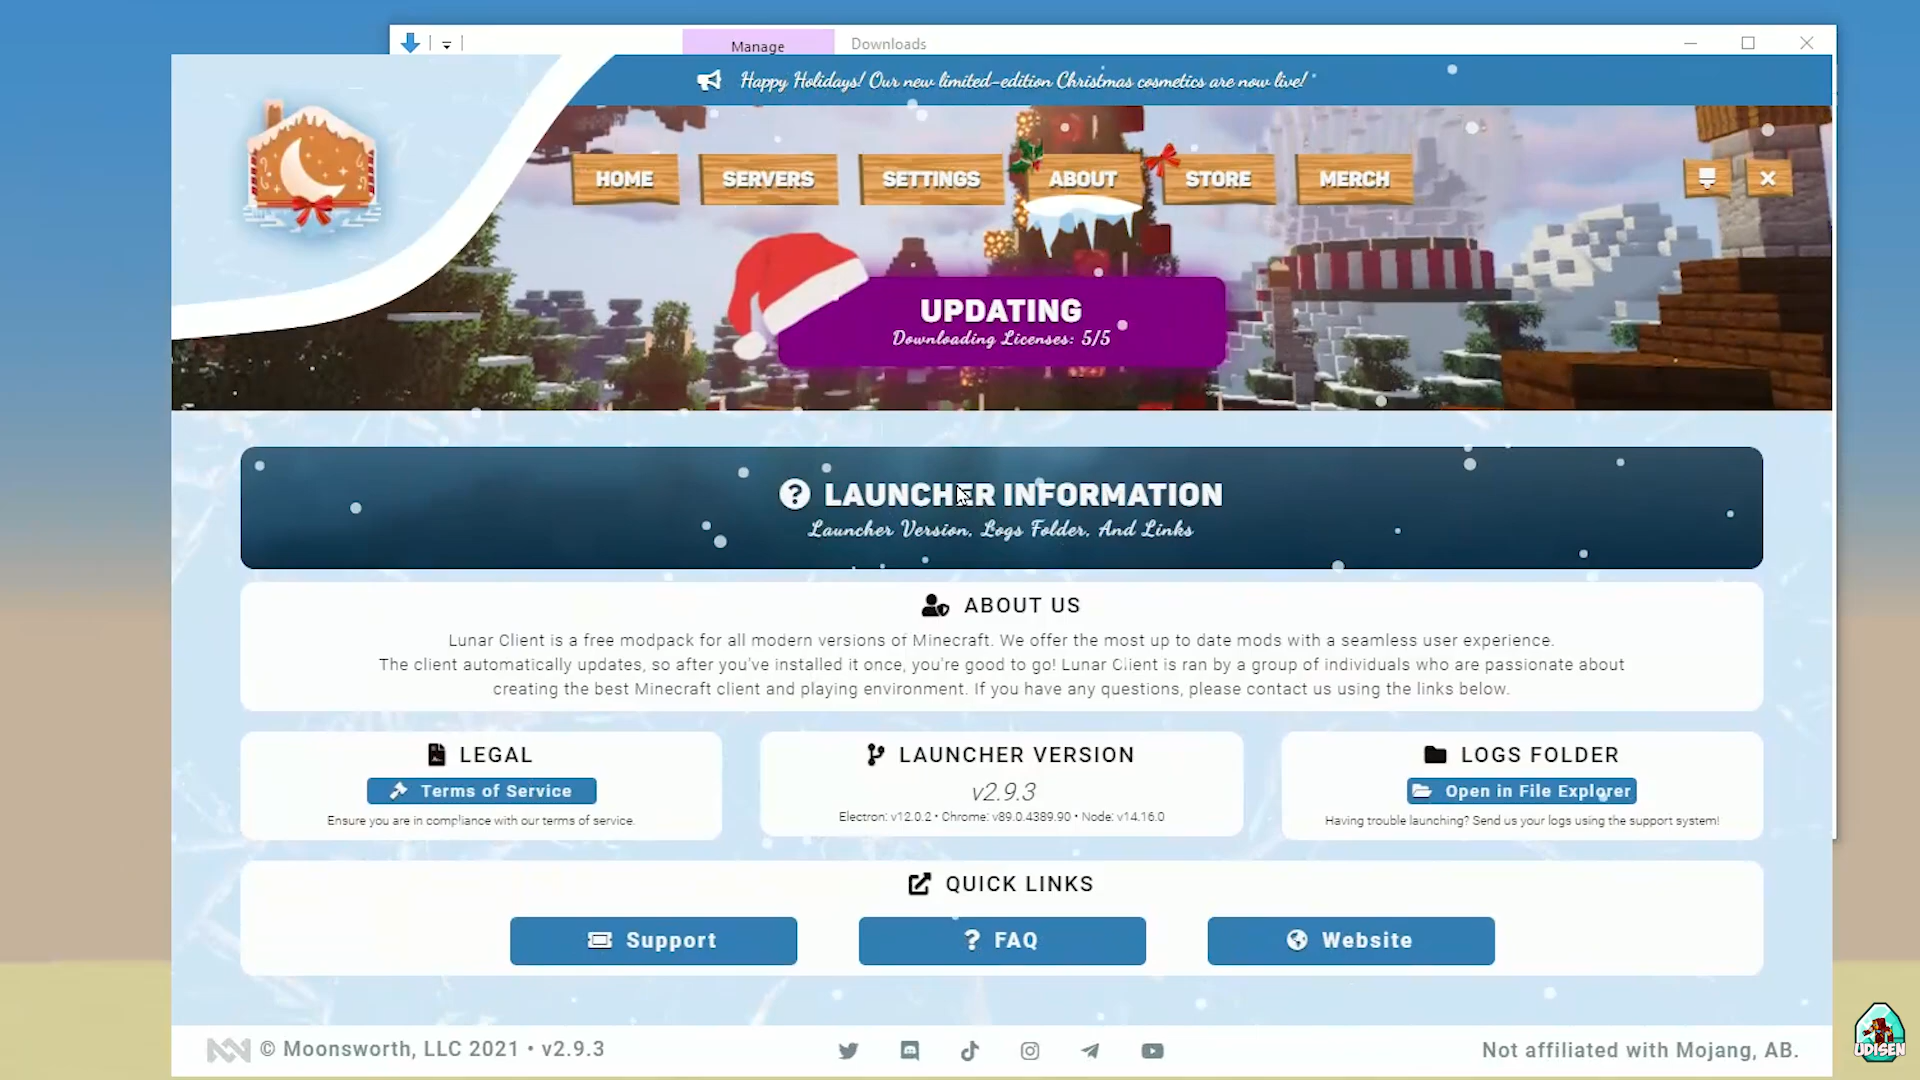 Manage
Downloads
Happy Holidays! Our new limited-edition Christmas cosmetics are now live!
HOME
SERVERS
SETTINGS
ABOUT
STORE
MERCH
UPDATING
Downloading Licenses: 5/5
LAUNCHER INFORMATION
Launcher Version, Logs Folder, And Links
ABOUT US
Lunar Client is a free modpack for all modern versions of Minecraft. We offer the most up to date mods with a seamless user experience.
The client automatically updates, so after you've installed it once, you're good to go! Lunar Client is ran by a group of individuals who are passionate about
creating the best Minecraft client and playing environment. If you have any questions, please contact us using the links below.
LEGAL
Terms of Service
Ensure you are in compliance with our terms of service.
LAUNCHER VERSION
v2.9.3
Electron: v12.0.2 • Chrome: v89.0.4389.90 • Node: v14.16.0
LOGS FOLDER
Open in File Explorer
Having trouble launching? Send us your logs using the support system!
QUICK LINKS
Support
FAQ
Website
© Moonsworth, LLC 2021 • v2.9.3
Not affiliated with Mojang, AB.
UDISEN